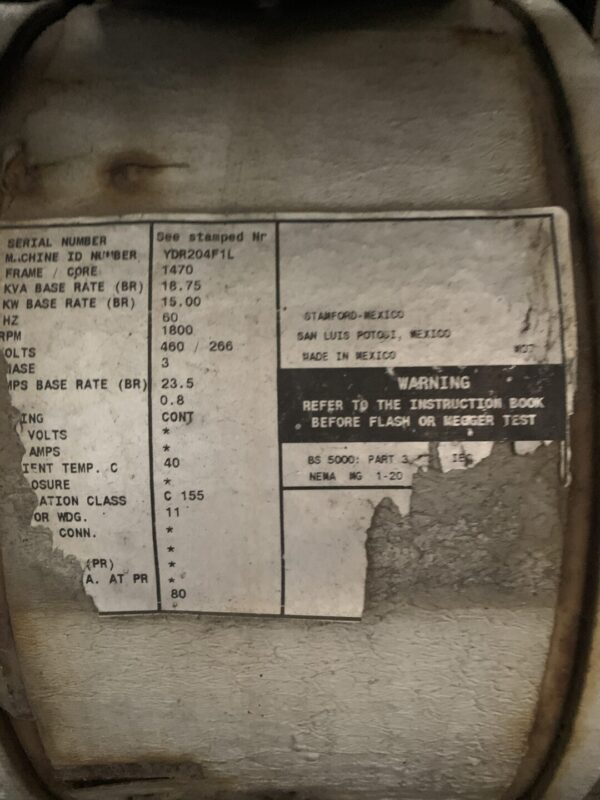 SERIAL NUMBER See stamped Nr
MACHINE ID NUMBER YDR204F1L
FRAME / CORE 1470
KVA BASE RATE (BR) 18.75
KW BASE RATE (BR) 15.00
HZ 60
RPM 1800
OLTS 460 / 266
HASE 3
MPS BASE RATE (BR) 23.5
0.8
ING CONT
VOLTS *
AMPS *
IENT TEMP. C 40
OSURE *
ATION CLASS C 155
OR WDG. 11
CONN. *
*
(PR) *
A. AT PR *
80
STAMFORD-MEXICO
SAN LUIS POTOSI, MEXICO
MADE IN MEXICO
WARNING
REFER TO THE INSTRUCTION BOOK
BEFORE FLASH OR MEGGER TEST
BS 5000: PART 3
NEMA MG 1-20